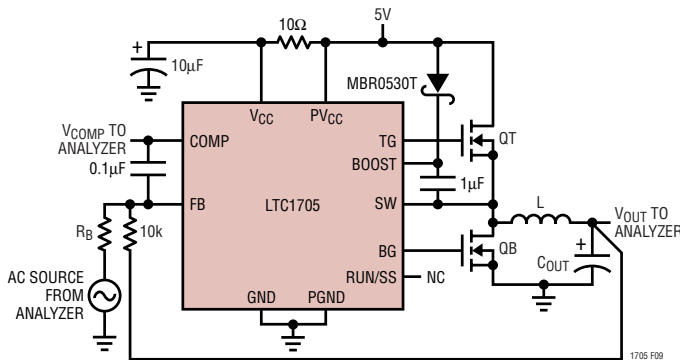 5V
10Ω
+
10µF
MBR0530T
VCC
PVCC
VCOMP TO
ANALYZER
COMP
TG
QT
BOOST
0.1µF
1µF
FB
LTC1705
SW
L
VOUT TO
ANALYZER
RB
10k
BG
QB
+
COUT
AC SOURCE
FROM
ANALYZER
RUN/SS
NC
GND
PGND
1705 F09